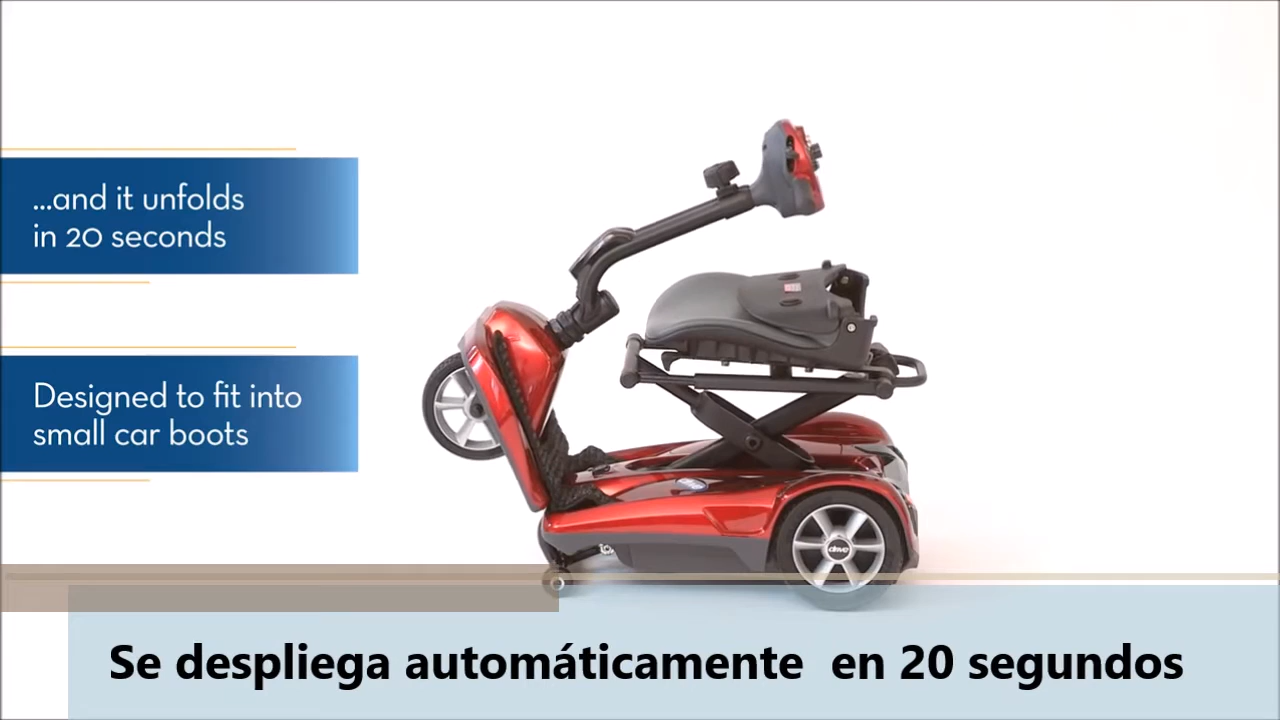 ...and it unfolds
in 20 seconds
Designed to fit into
small car boots
drive
Se despliega automáticamente en 20 segundos